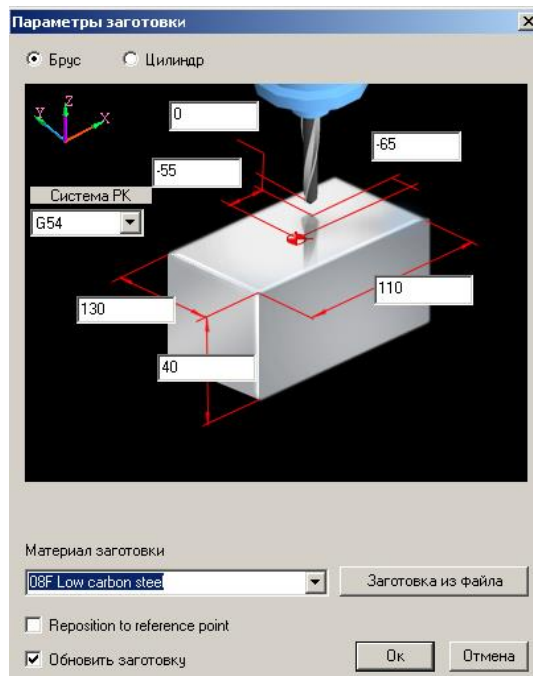 Параметры заготовки
Брус
Цилиндр
Z
Y
X
0
-65
-55
Система РК
G54
130
110
40
Материал заготовки
08F Low carbon steel
Заготовка из файла
Reposition to reference point
Обновить заготовку
Ок
Отмена